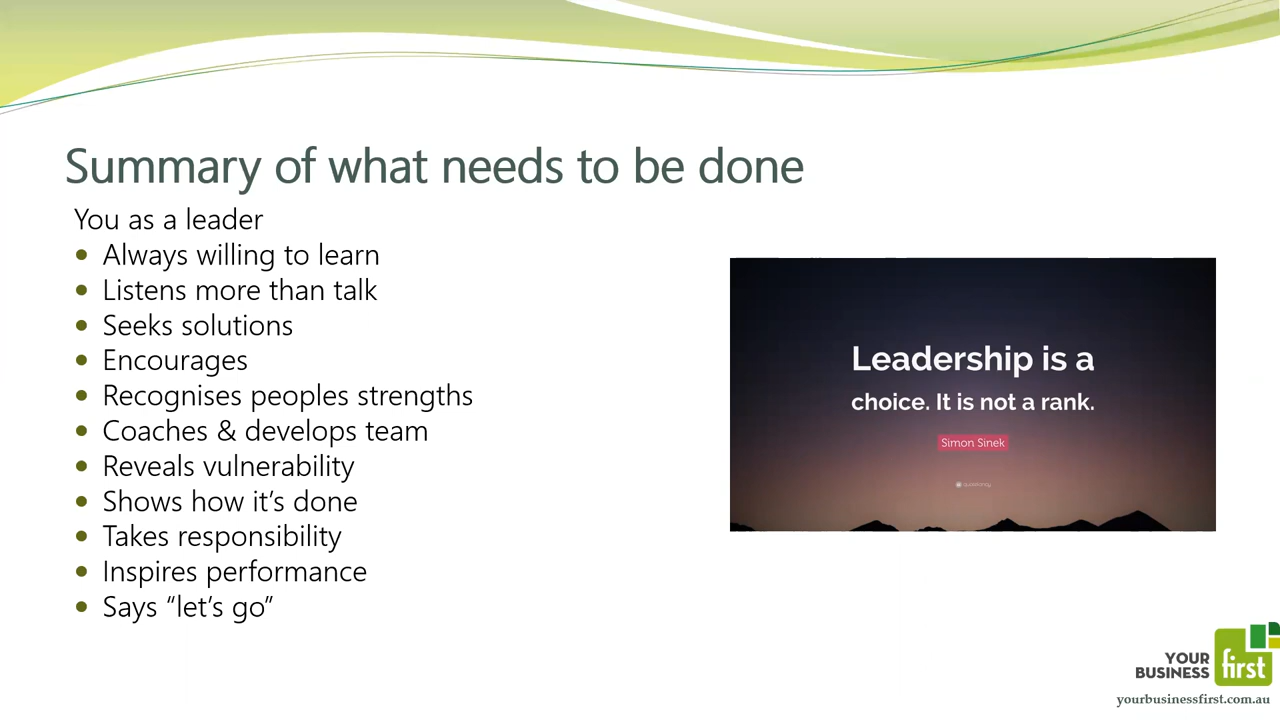 Summary of what needs to be done
You as a leader
Always willing to learn
Listens more than talk
Seeks solutions
Encourages
Recognises peoples strengths
Coaches & develops team
Reveals vulnerability
Shows how it’s done
Takes responsibility
Inspires performance
Says “let’s go”
Leadership is a
choice. It is not a rank.
Simon Sinek
YOUR
BUSINESS
first
yourbusinessfirst.com.au